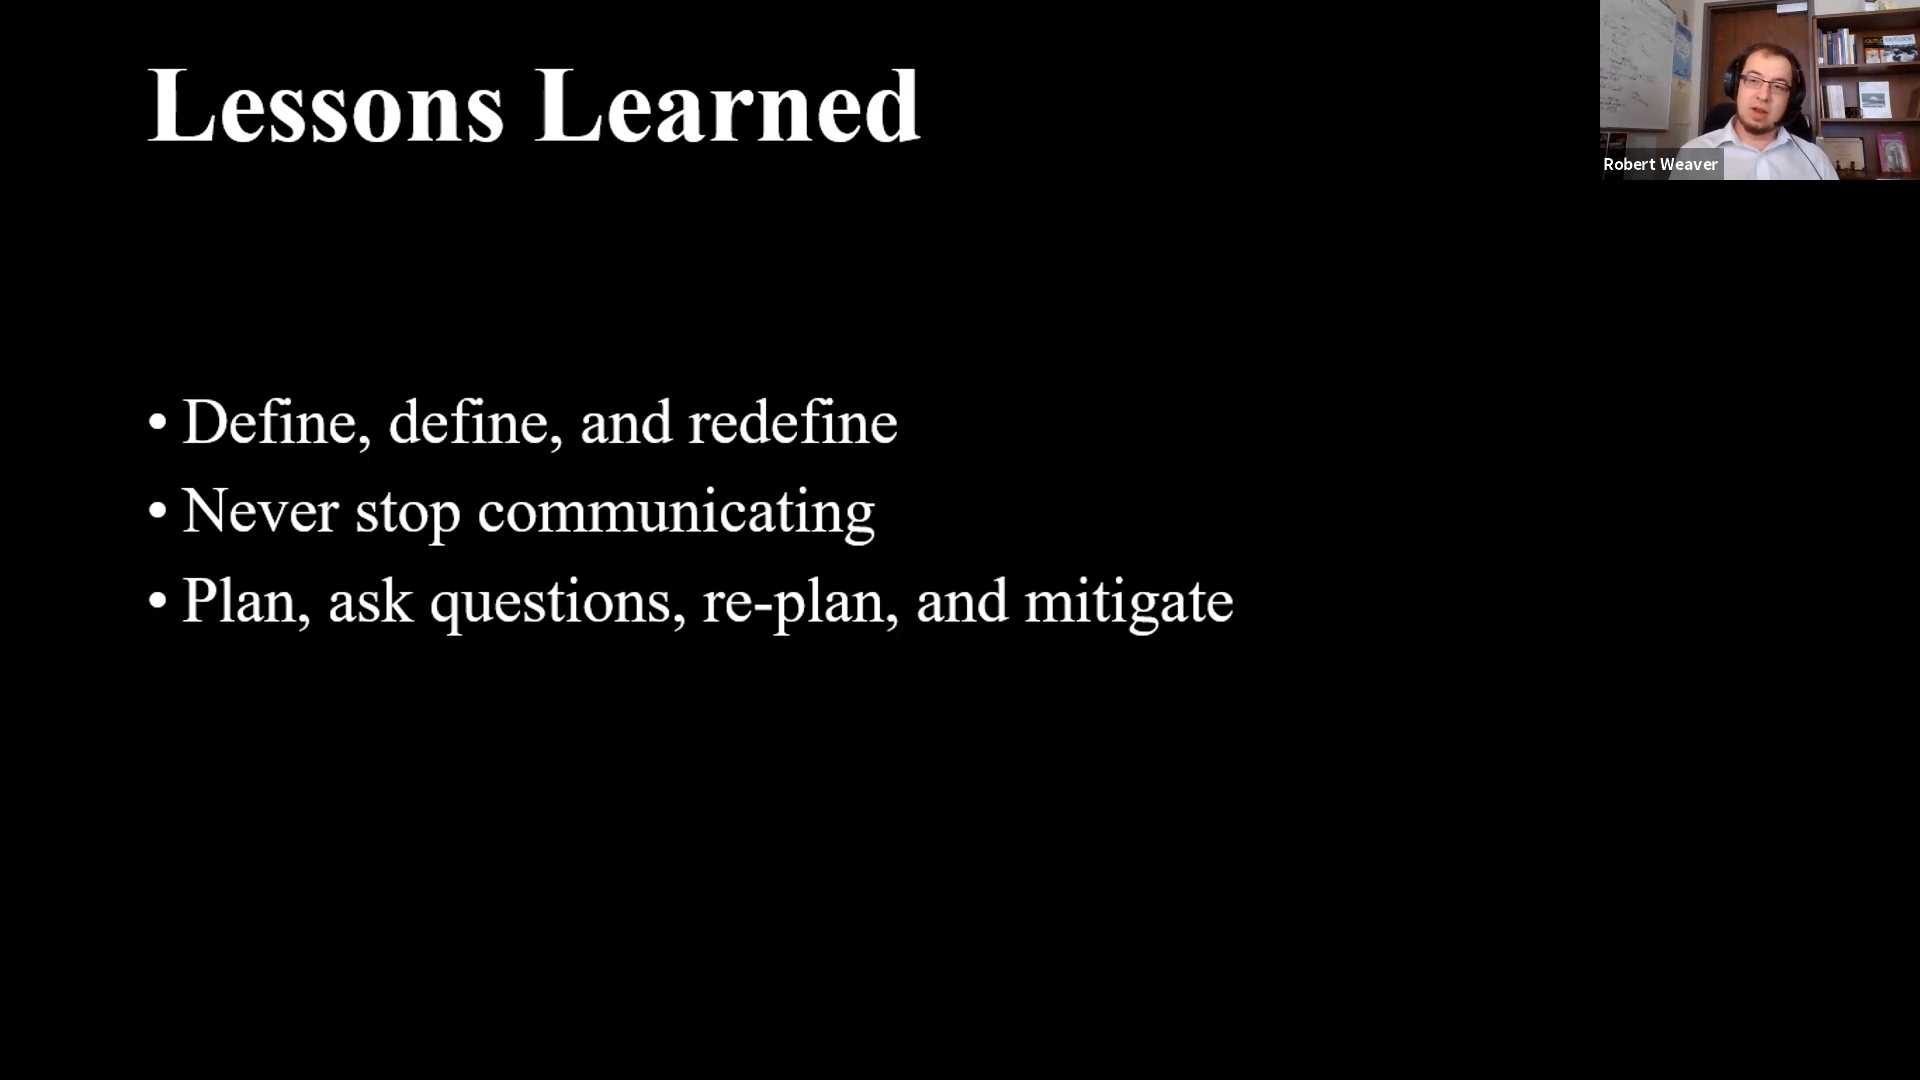 Lessons Learned
• Define, define, and redefine
• Never stop communicating
• Plan, ask questions, re-plan, and mitigate
Robert Weaver